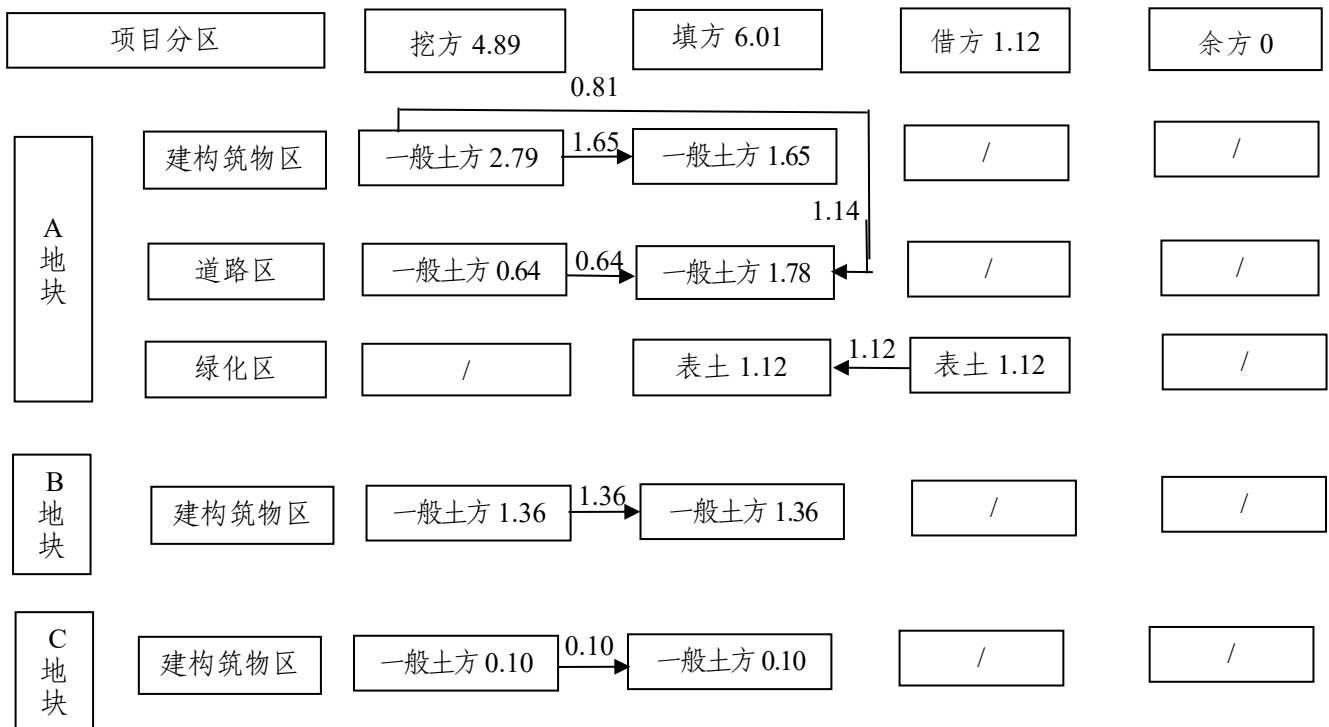 项目分区
挖方 4.89
填方 6.01
借方 1.12
余方 0
0.81
A
地
块
建构筑物区
一般土方 2.79
1.65
一般土方 1.65
/
/
1.14
道路区
一般土方 0.64
0.64
一般土方 1.78
/
/
绿化区
/
表土 1.12
1.12
表土 1.12
/
B
地
块
建构筑物区
一般土方 1.36
1.36
一般土方 1.36
/
/
C
地
块
建构筑物区
一般土方 0.10
0.10
一般土方 0.10
/
/